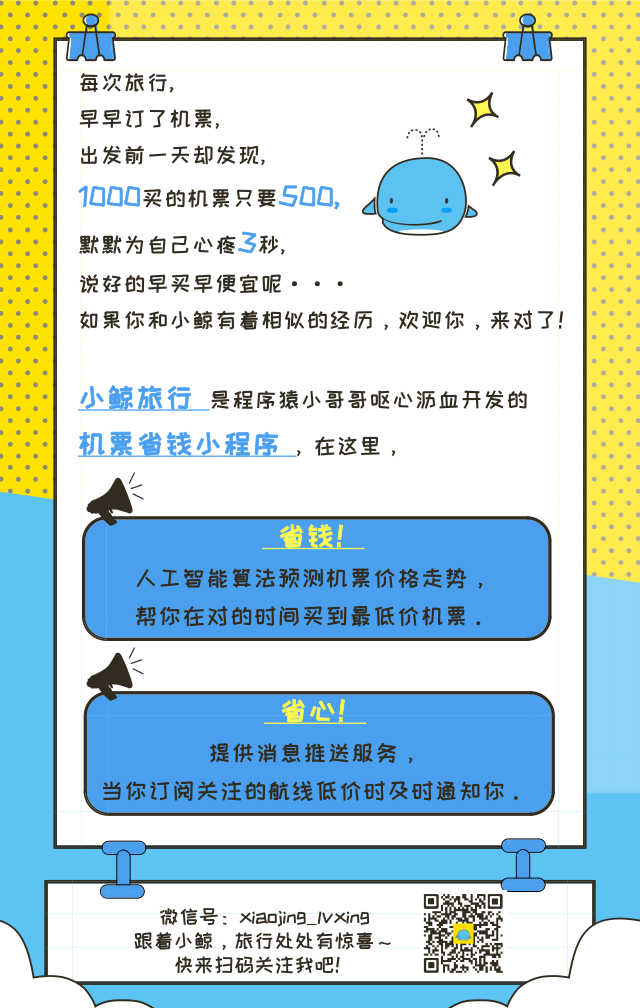 每次旅行,
早早订了机票,
出发前一天却发现,
1000买的机票只要500,
默默为自己心疼3秒,
说好的早买早便宜呢···
如果你和小鲸有着相似的经历，欢迎你，来对了!
小鲸旅行 是程序猿小哥哥呕心沥血开发的
机票省钱小程序 ，在这里，
省钱!
人工智能算法预测机票价格走势，
帮你在对的时间买到最低价机票.
省心!
提供消息推送服务，
当你订阅关注的航线低价时及时通知你.
微信号: xiaojing_lvxing
跟着小鲸，旅行处处有惊喜~
快来扫码关注我吧!